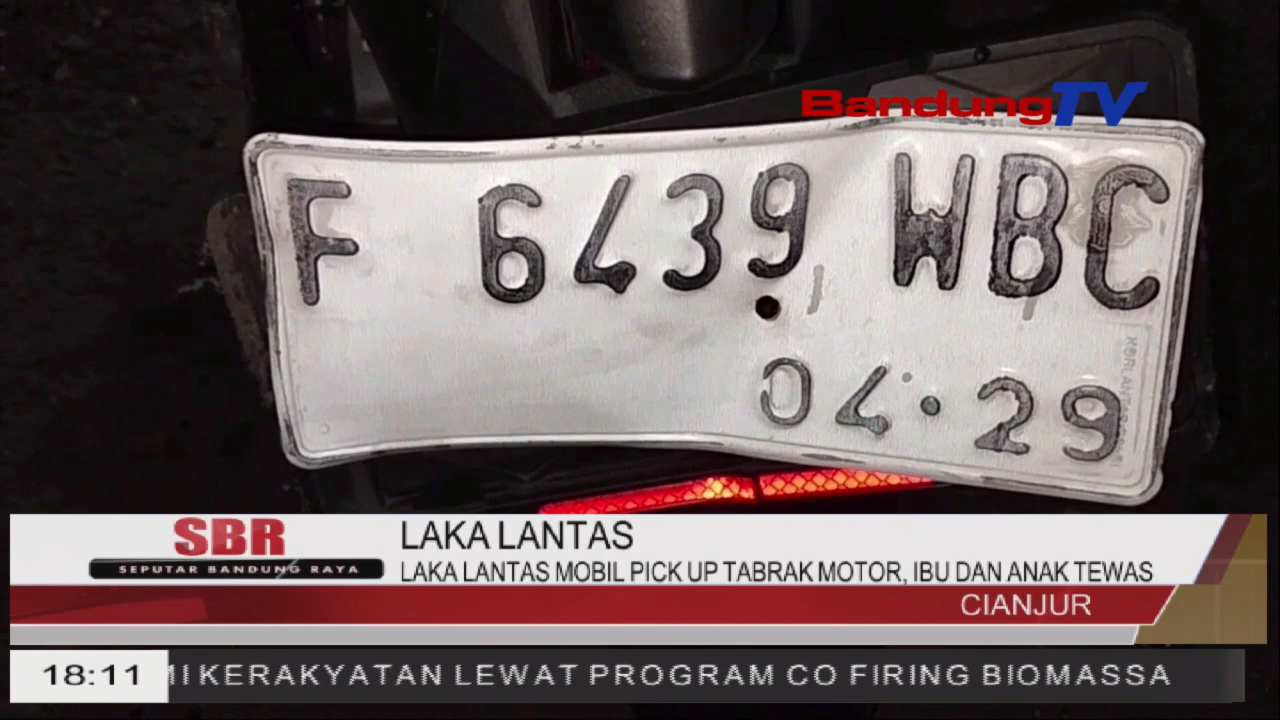 BandungTV
F 6439 WBC
04·29
SBR
SEPUTAR BANDUNG RAYA
LAKA LANTAS
LAKA LANTAS MOBIL PICK UP TABRAK MOTOR, IBU DAN ANAK TEWAS
CIANJUR
18:11
MI KERAKYATAN LEWAT PROGRAM CO FIRING BIOMASSA